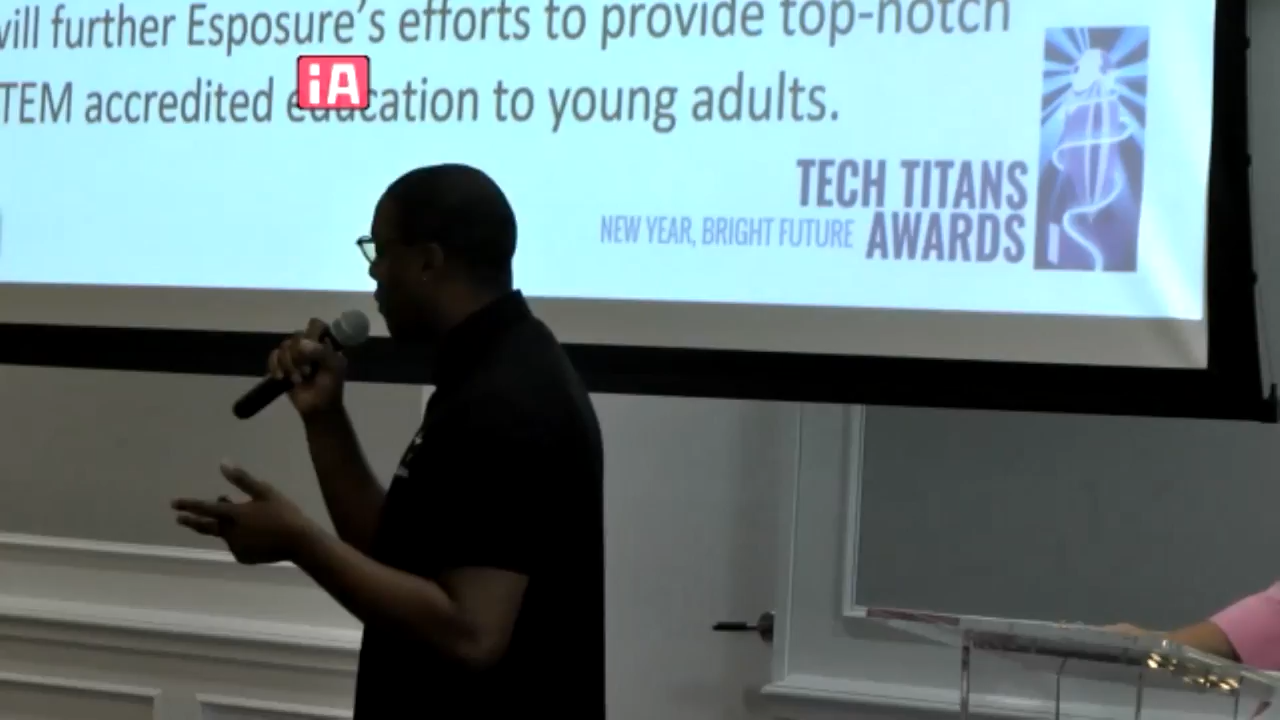 will further Esposure's efforts to provide top-notch
TEM accredited education to young adults.
iA
TECH TITANS
NEW YEAR, BRIGHT FUTURE AWARDS